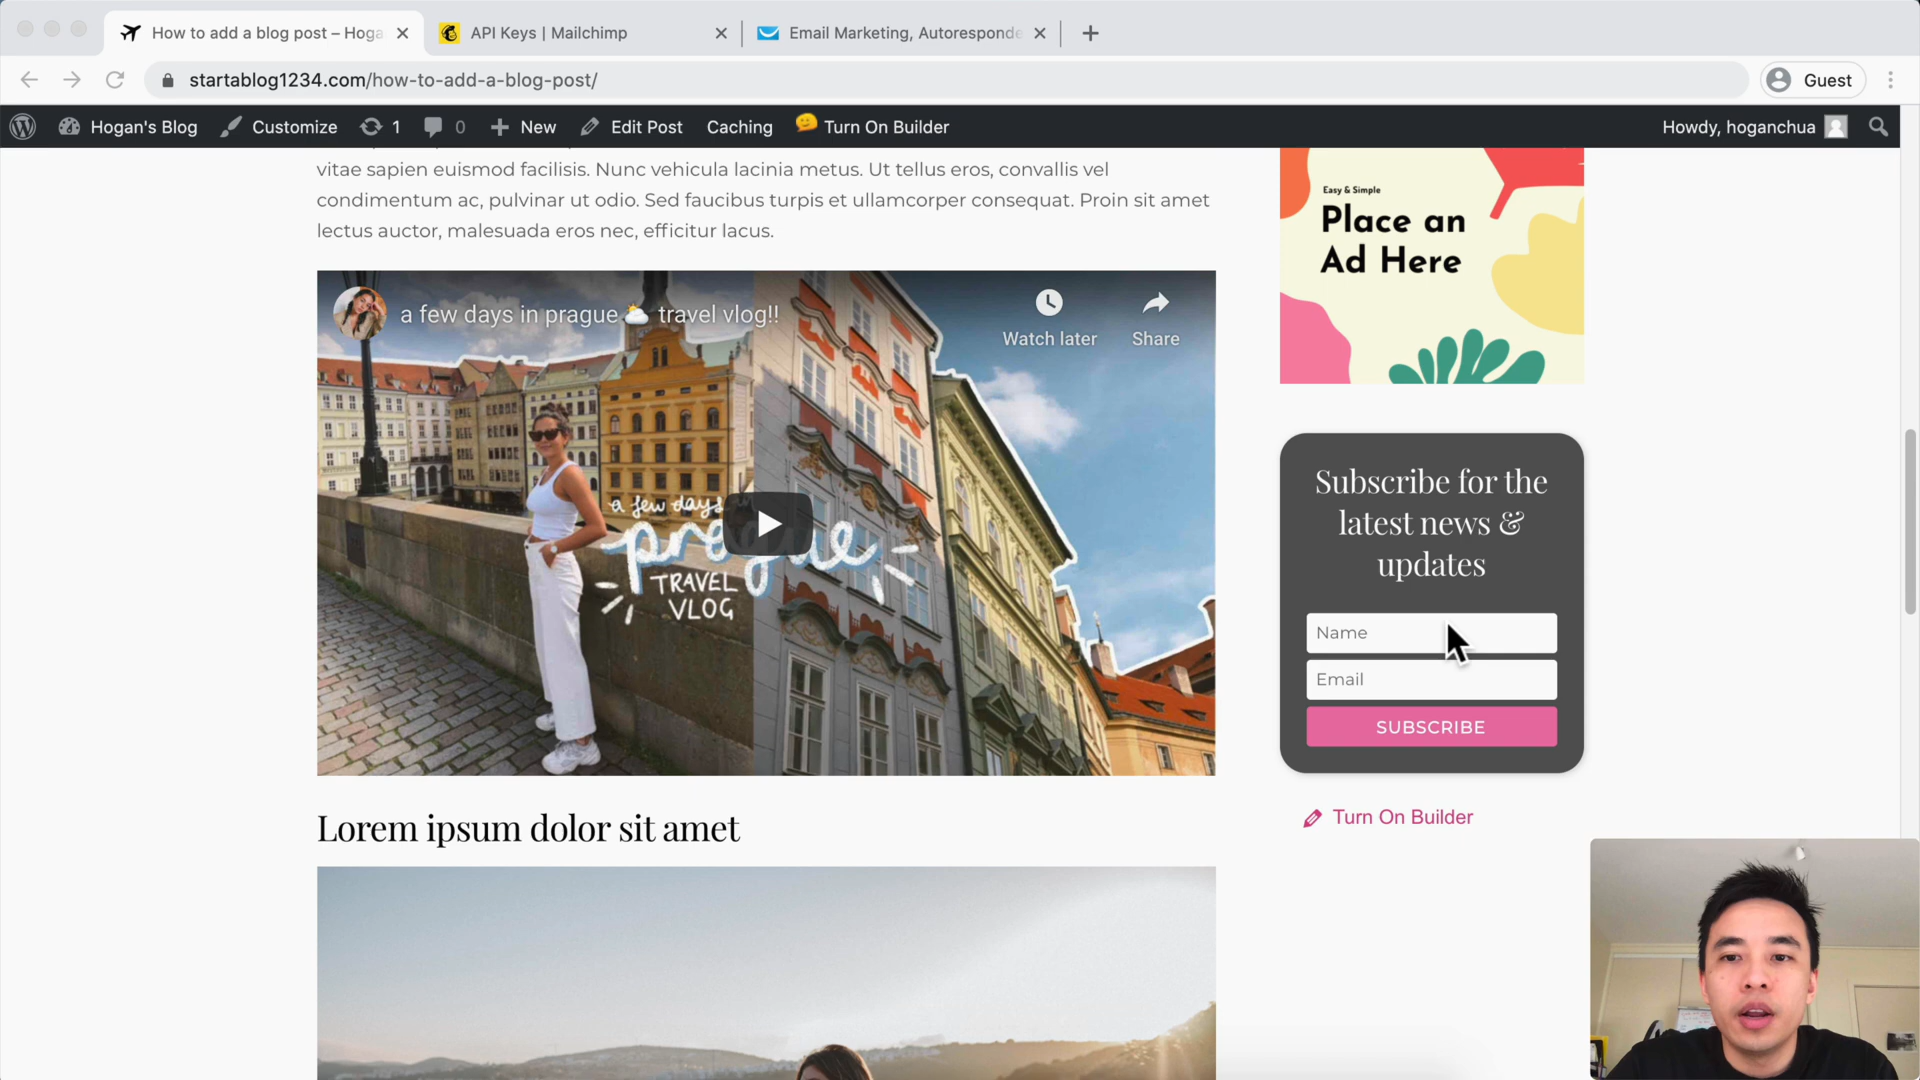 How to add a blog post – Hoga
API Keys | Mailchimp
Email Marketing, Autoresponde
startablog1234.com/how-to-add-a-blog-post/
Guest
Hogan's Blog
Customize
1
0
New
Edit Post
Caching
Turn On Builder
Howdy, hoganchua
vitae sapien euismod facilisis. Nunc vehicula lacinia metus. Ut tellus eros, convallis vel
condimentum ac, pulvinar ut odio. Sed faucibus turpis et ullamcorper consequat. Proin sit amet
lectus auctor, malesuada eros nec, efficitur lacus.
a few days in prague travel vlog!!
Watch later
Share
a few days
prague
TRAVEL
VLOG
Lorem ipsum dolor sit amet
Easy & Simple
Place an
Ad Here
Subscribe for the
latest news &
updates
Name
Email
SUBSCRIBE
Turn On Builder